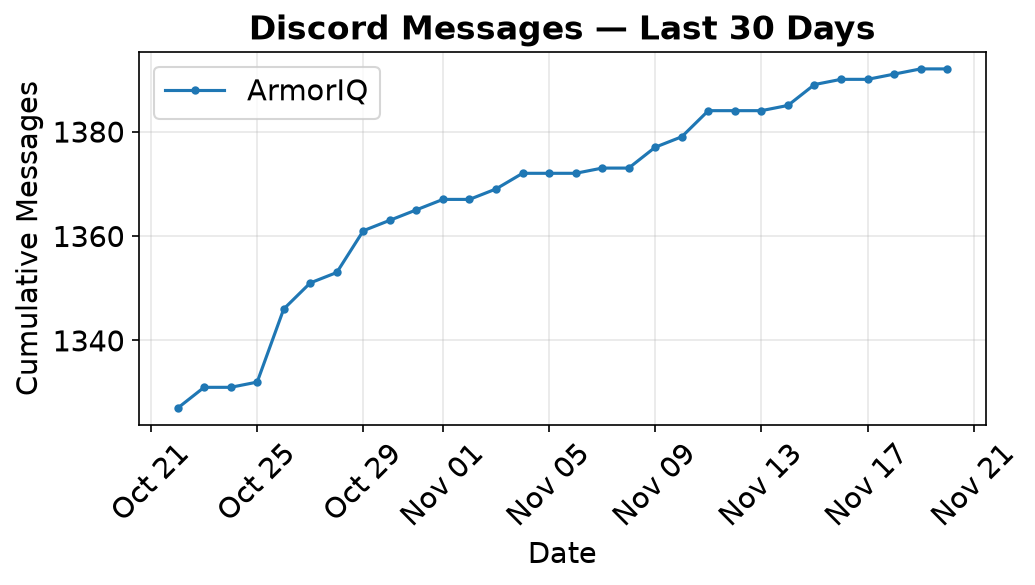 Discord Messages — Last 30 Days
ArmorIQ
Cumulative Messages
1380
1360
1340
Oct 21
Oct 25
Oct 29
Nov 01
Nov 05
Nov 09
Nov 13
Nov 17
Nov 21
Date